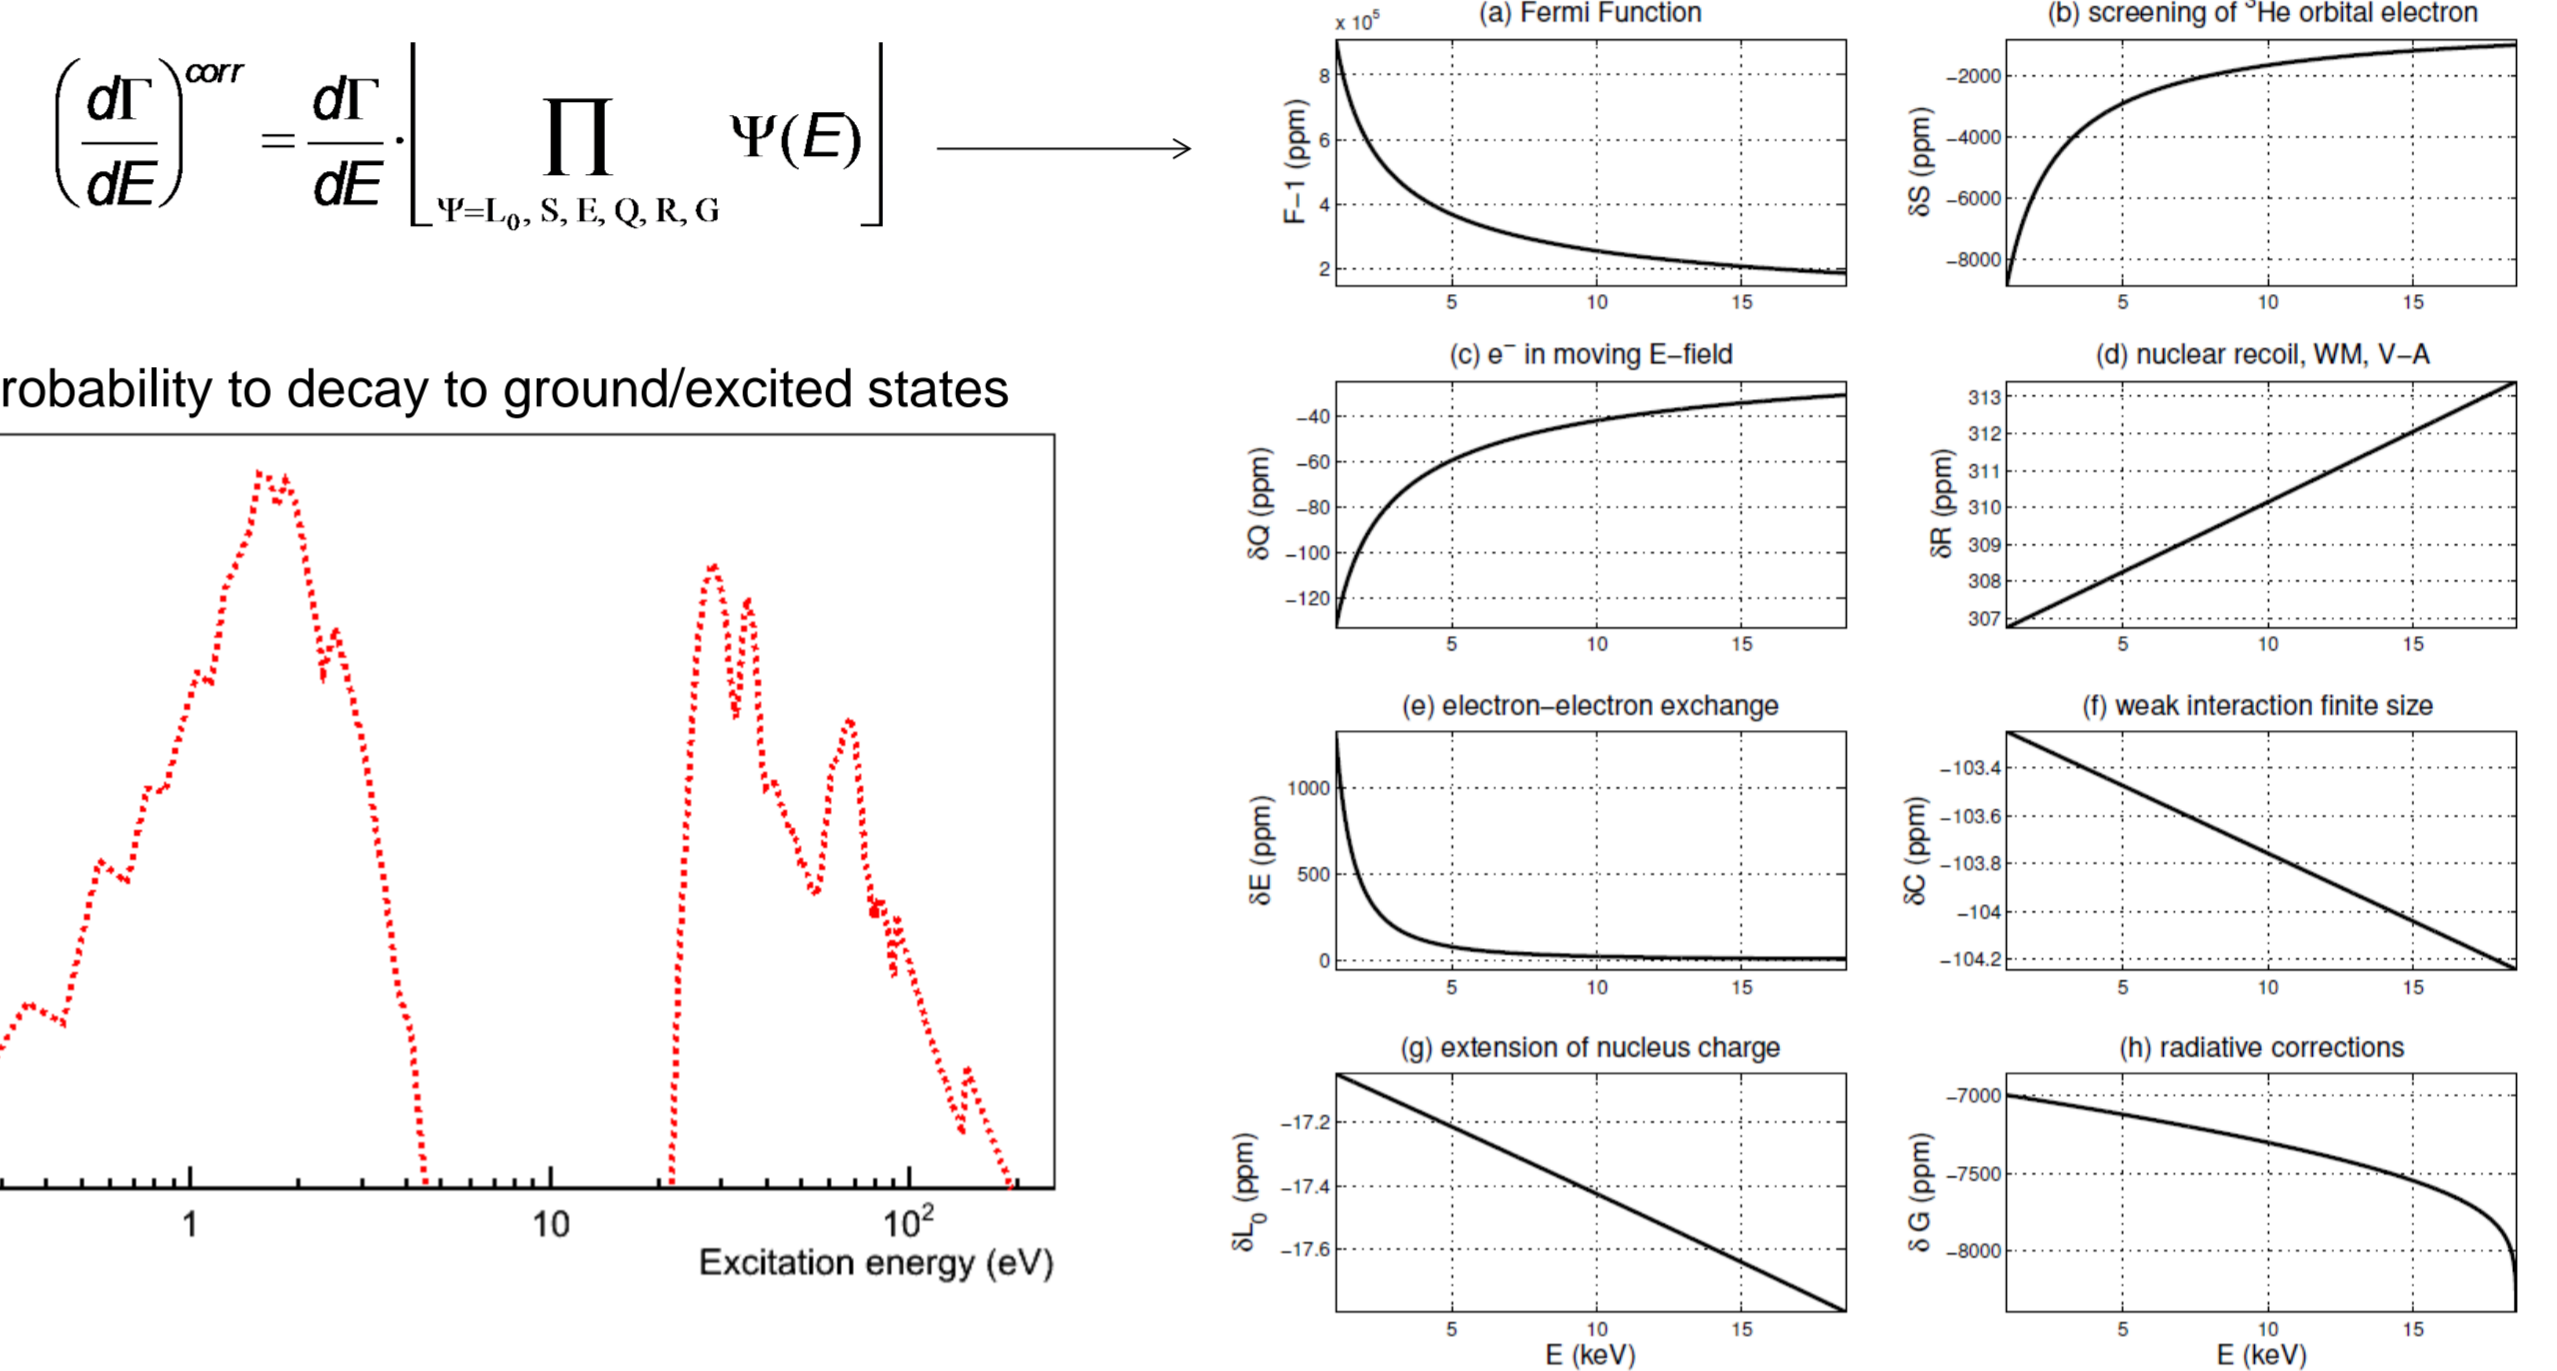 (dΓ/dE)^corr = dΓ/dE · [∏ Ψ(E)]
Ψ=L₀, S, E, Q, R, G
robability to decay to ground/excited states
1 10 10²
Excitation energy (eV)
(a) Fermi Function
x 10⁵
F−1 (ppm)
8
6
4
2
5 10 15
(b) screening of ³He orbital electron
δS (ppm)
−2000
−4000
−6000
−8000
5 10 15
(c) e⁻ in moving E−field
δQ (ppm)
−40
−60
−80
−100
−120
5 10 15
(d) nuclear recoil, WM, V−A
δR (ppm)
313
312
311
310
309
308
307
5 10 15
(e) electron−electron exchange
δE (ppm)
1000
500
0
5 10 15
(f) weak interaction finite size
δC (ppm)
−103.4
−103.6
−103.8
−104
−104.2
5 10 15
(g) extension of nucleus charge
δL₀ (ppm)
−17.2
−17.4
−17.6
5 10 15
E (keV)
(h) radiative corrections
δ G (ppm)
−7000
−7500
−8000
5 10 15
E (keV)